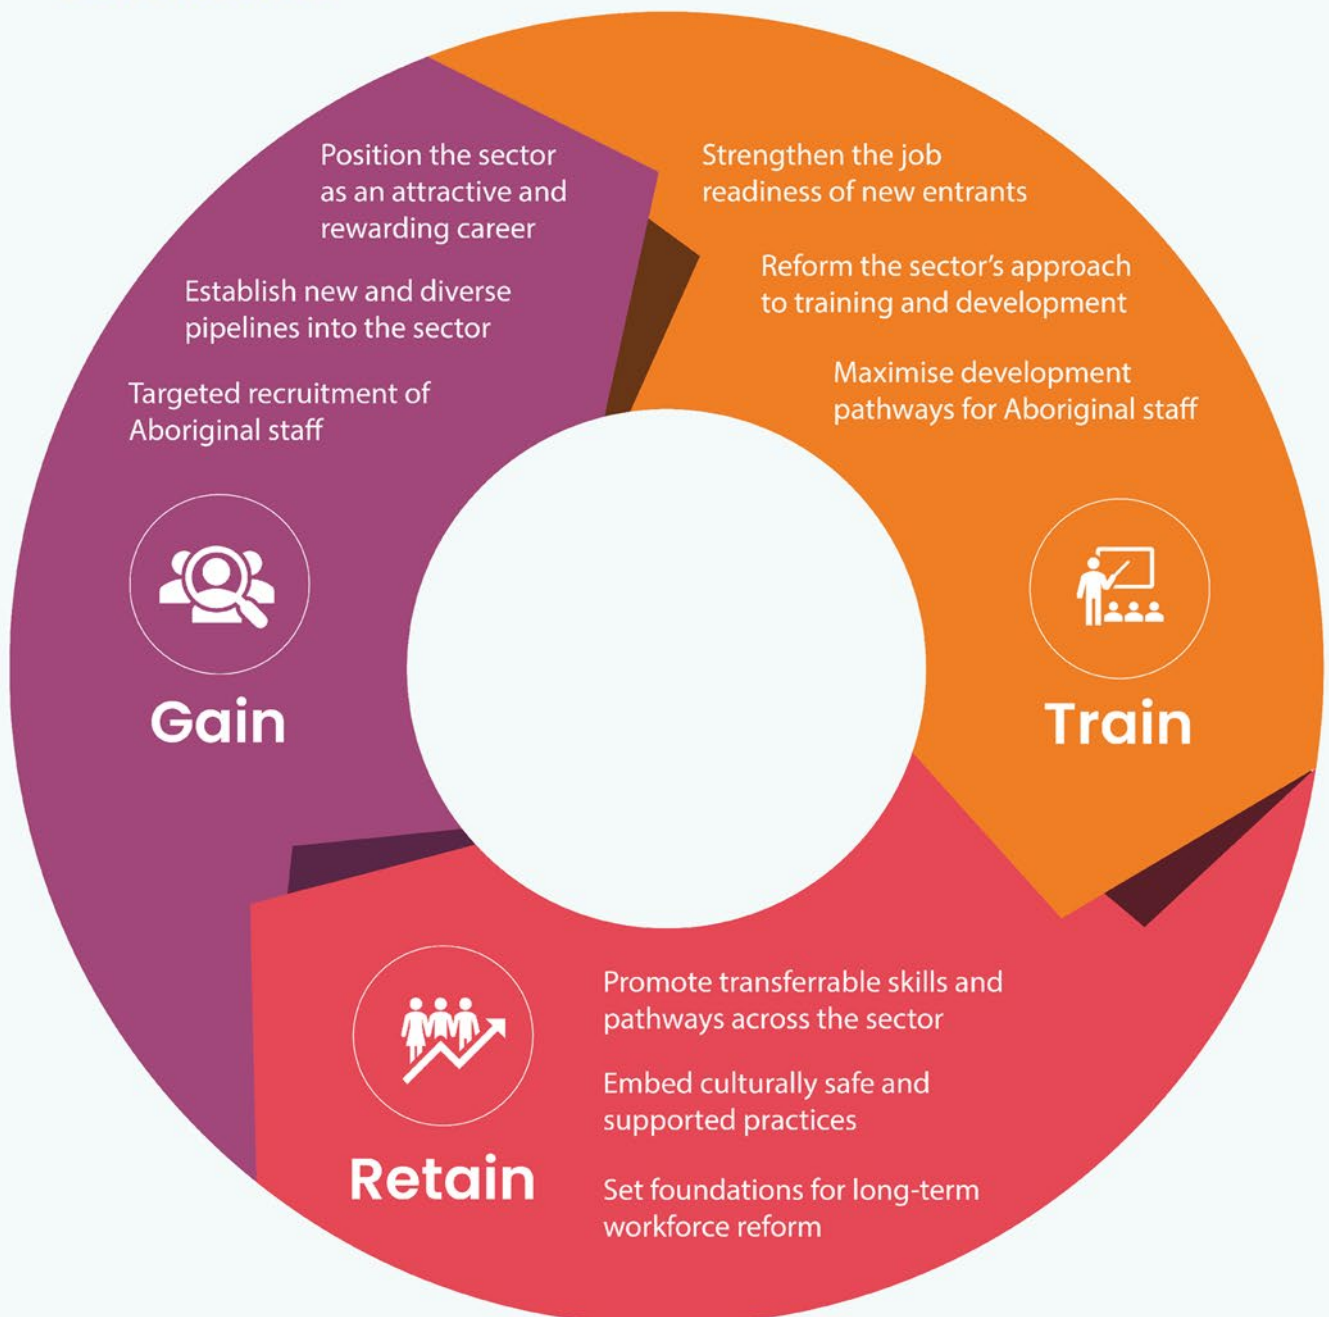 Position the sector
as an attractive and
rewarding career
Establish new and diverse
pipelines into the sector
Targeted recruitment of
Aboriginal staff
Gain
Strengthen the job
readiness of new entrants
Reform the sector’s approach
to training and development
Maximise development
pathways for Aboriginal staff
Train
Retain
Promote transferrable skills and
pathways across the sector
Embed culturally safe and
supported practices
Set foundations for long-term
workforce reform